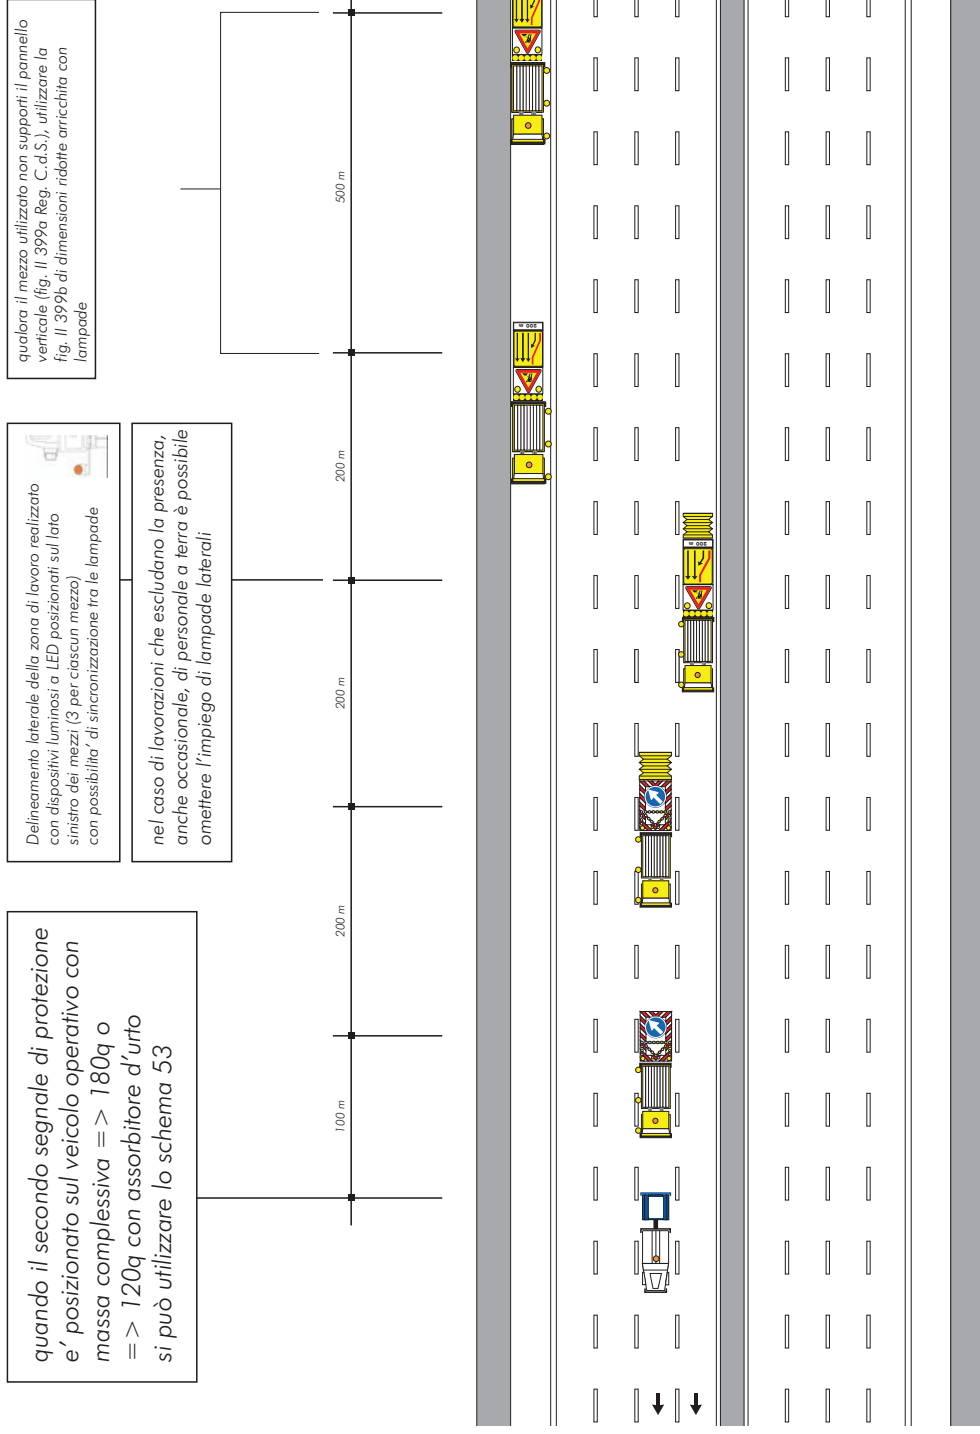 qualora il mezzo utilizzato non supporti il pannello
verticale (fig. II 399a Reg. C.d.S.), utilizzare la
fig. II 399b di dimensioni ridotte arricchita con
lampade
Delineamento laterale della zona di lavoro realizzato
con dispositivi luminosi a LED posizionati sul lato
sinistro dei mezzi (3 per ciascun mezzo)
con possibilita' di sincronizzazione tra le lampade
nel caso di lavorazioni che escludano la presenza,
anche occasionale, di personale a terra è possibile
omettere l'impiego di lampade laterali
quando il secondo segnale di protezione
e' posizionato sul veicolo operativo con
massa complessiva => 180q o
=> 120q con assorbitore d'urto
si può utilizzare lo schema 53
500 m
200 m
200 m
200 m
100 m
300 m
300 m